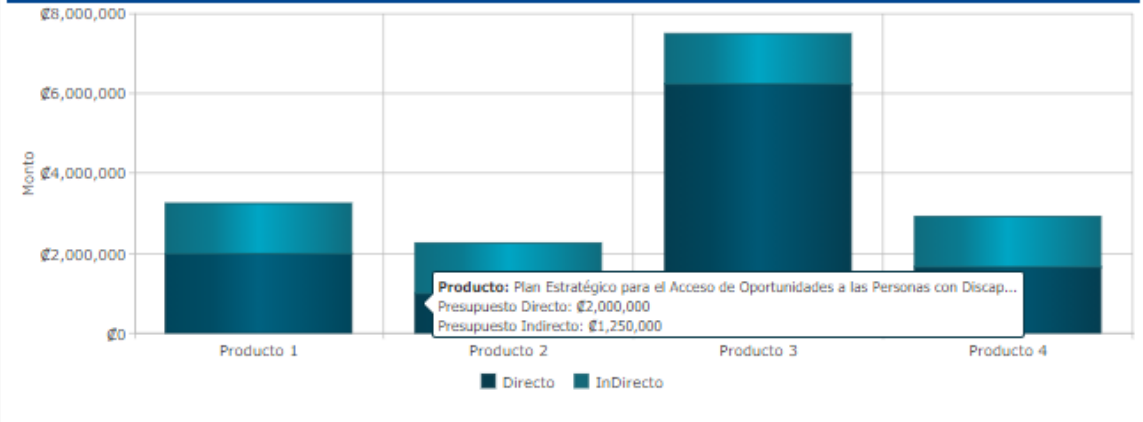 ₡8,000,000
₡6,000,000
₡4,000,000
₡2,000,000
₡0
Monto
Producto: Plan Estratégico para el Acceso de Oportunidades a las Personas con Discap...
Presupuesto Directo: ₡2,000,000
Presupuesto Indirecto: ₡1,250,000
Producto 1 Producto 2 Producto 3 Producto 4
Directo InDirecto